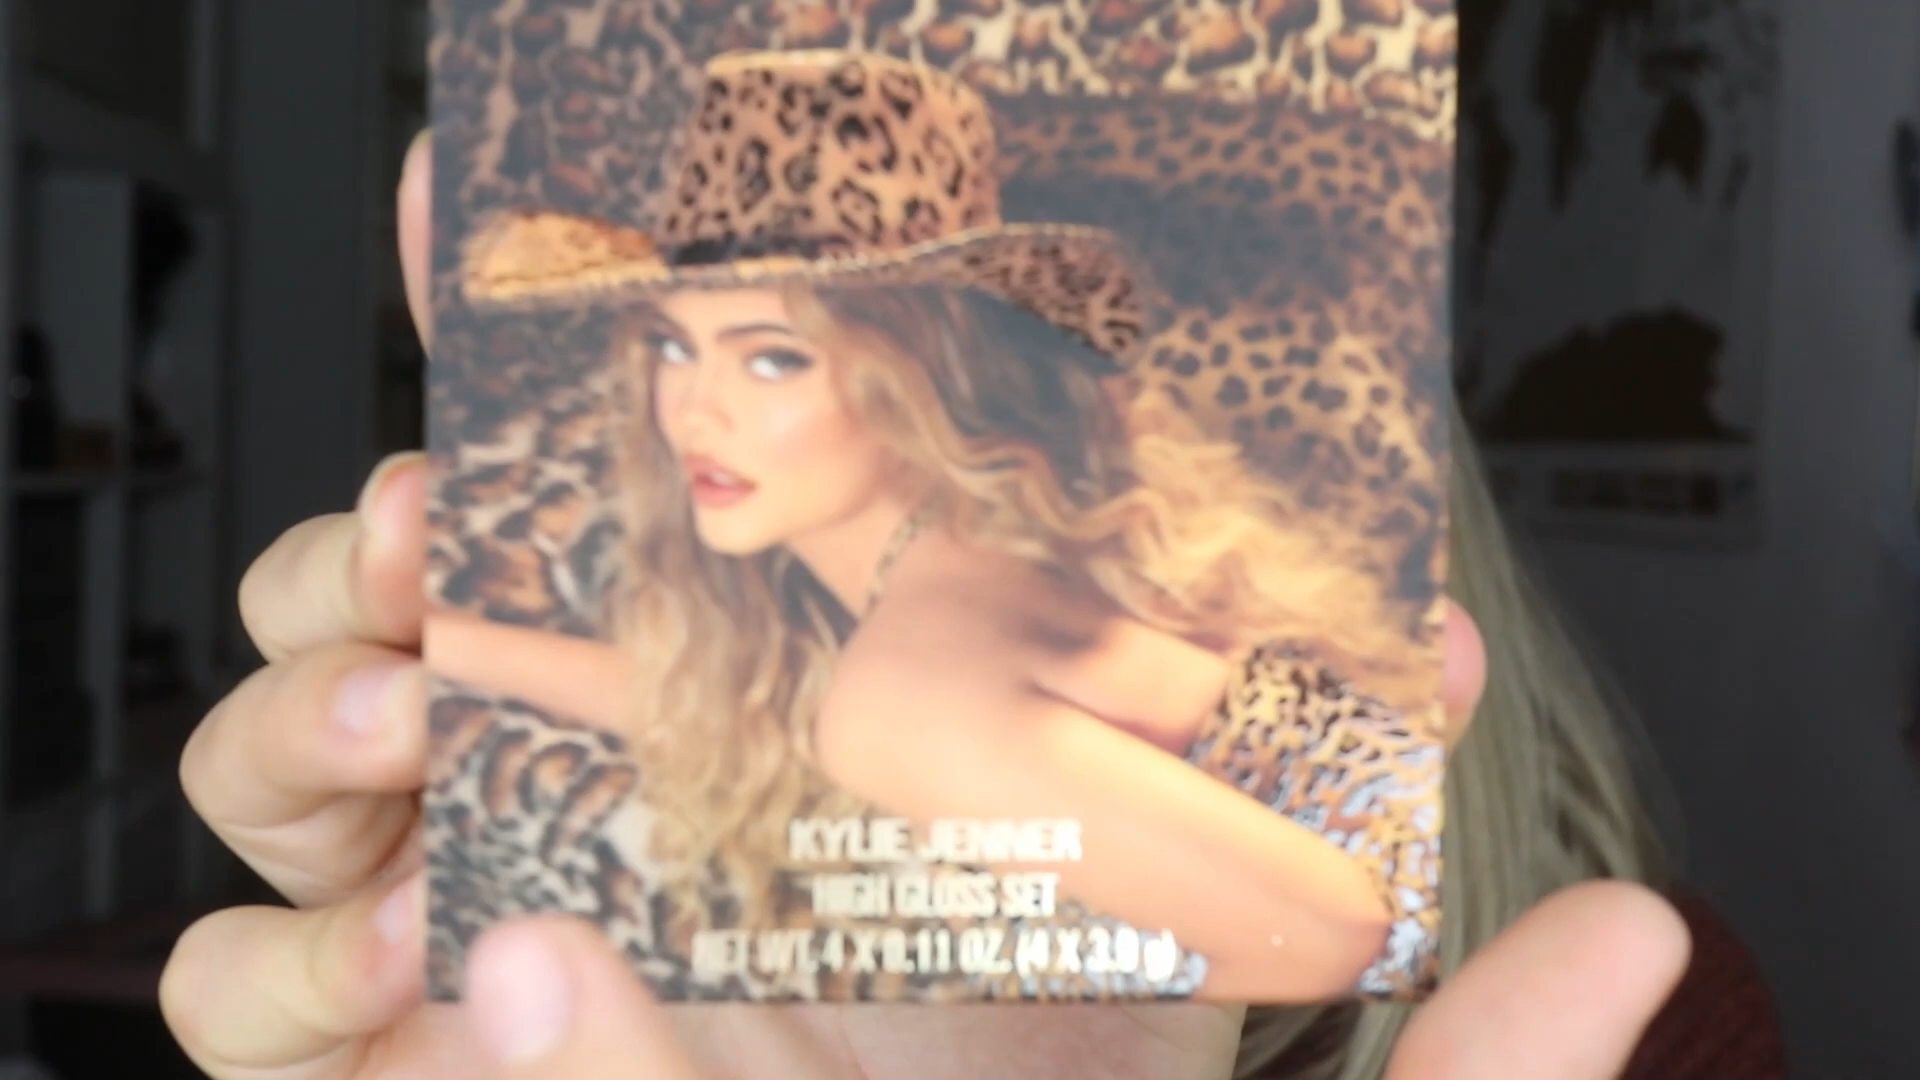 KYLIE JENNER
HIGH GLOSS SET
NET WT. 4 X 0.11 OZ. (4 X 3.0 g)